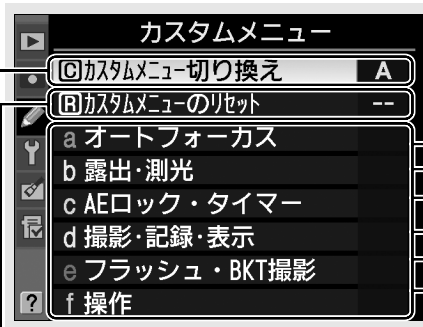 カスタムメニュー
C カスタムメニュー切り換え A
R カスタムメニューのリセット --
a オートフォーカス
b 露出・測光
c AEロック・タイマー
d 撮影・記録・表示
e フラッシュ・BKT撮影
f 操作
?